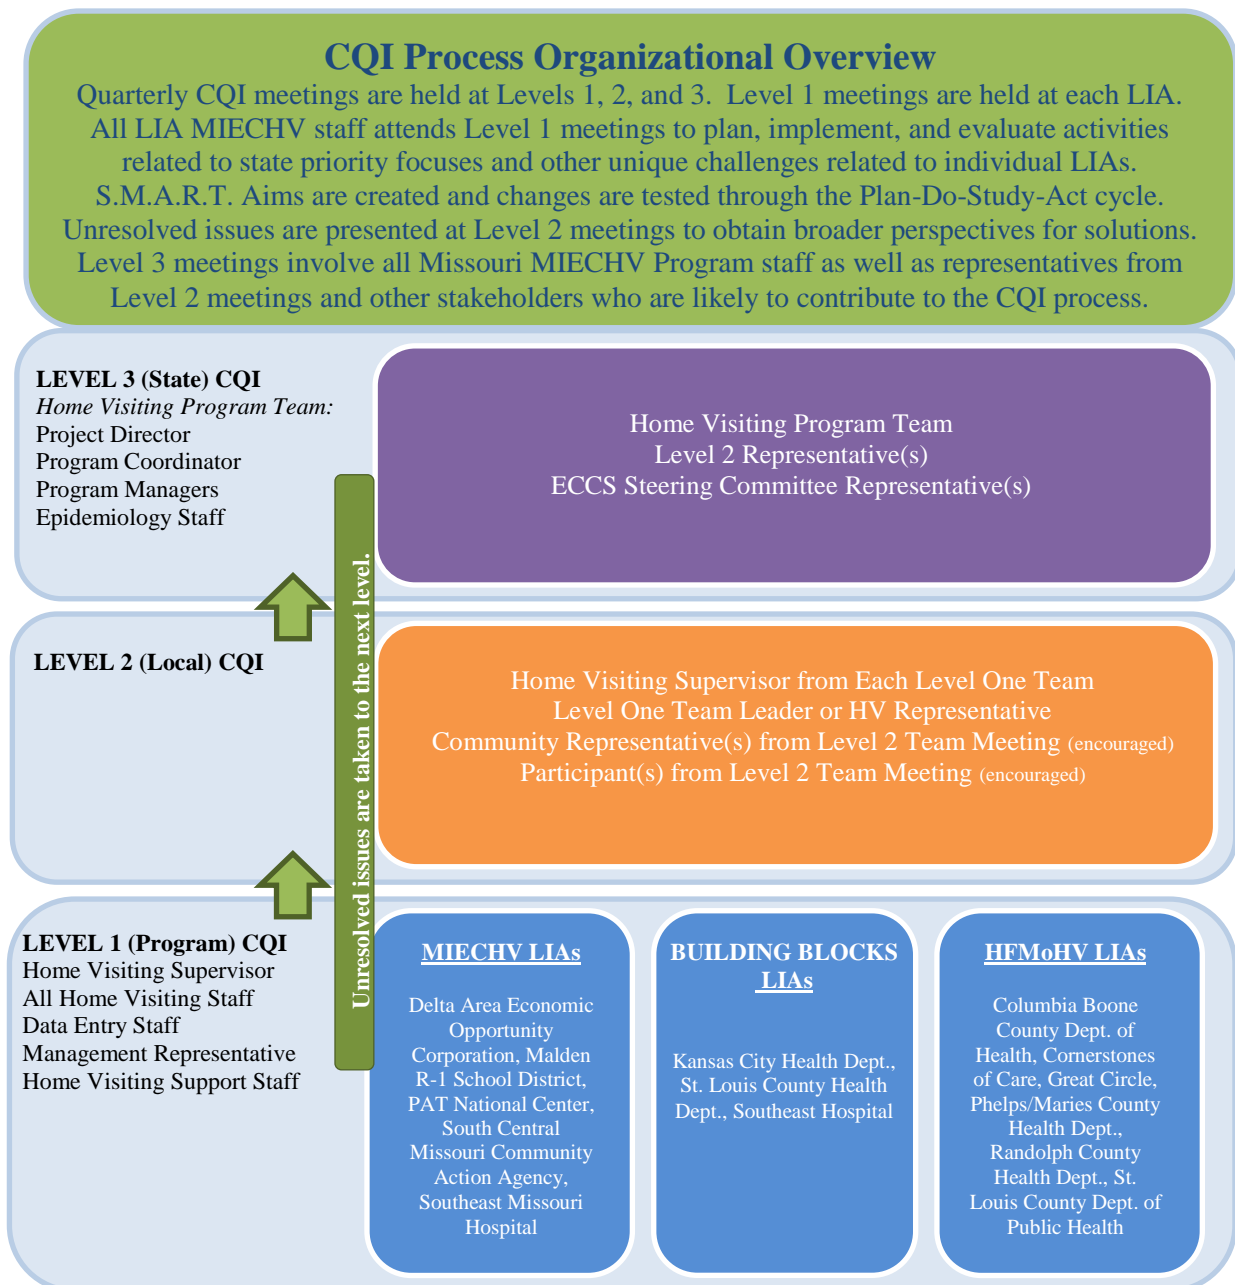 CQI Process Organizational Overview
Quarterly CQI meetings are held at Levels 1, 2, and 3. Level 1 meetings are held at each LIA.
All LIA MIECHV staff attends Level 1 meetings to plan, implement, and evaluate activities
related to state priority focuses and other unique challenges related to individual LIAs.
S.M.A.R.T. Aims are created and changes are tested through the Plan-Do-Study-Act cycle.
Unresolved issues are presented at Level 2 meetings to obtain broader perspectives for solutions.
Level 3 meetings involve all Missouri MIECHV Program staff as well as representatives from
Level 2 meetings and other stakeholders who are likely to contribute to the CQI process.
LEVEL 3 (State) CQI
Home Visiting Program Team:
Project Director
Program Coordinator
Program Managers
Epidemiology Staff
Home Visiting Program Team
Level 2 Representative(s)
ECCS Steering Committee Representative(s)
Unresolved issues are taken to the next level.
LEVEL 2 (Local) CQI
Home Visiting Supervisor from Each Level One Team
Level One Team Leader or HV Representative
Community Representative(s) from Level 2 Team Meeting (encouraged)
Participant(s) from Level 2 Team Meeting (encouraged)
LEVEL 1 (Program) CQI
Home Visiting Supervisor
All Home Visiting Staff
Data Entry Staff
Management Representative
Home Visiting Support Staff
MIECHV LIAs
Delta Area Economic
Opportunity
Corporation, Malden
R-1 School District,
PAT National Center,
South Central
Missouri Community
Action Agency,
Southeast Missouri
Hospital
BUILDING BLOCKS
LIAs
Kansas City Health Dept.,
St. Louis County Health
Dept., Southeast Hospital
HFMoHV LIAs
Columbia Boone
County Dept. of
Health, Cornerstones
of Care, Great Circle,
Phelps/Maries County
Health Dept.,
Randolph County
Health Dept., St.
Louis County Dept. of
Public Health